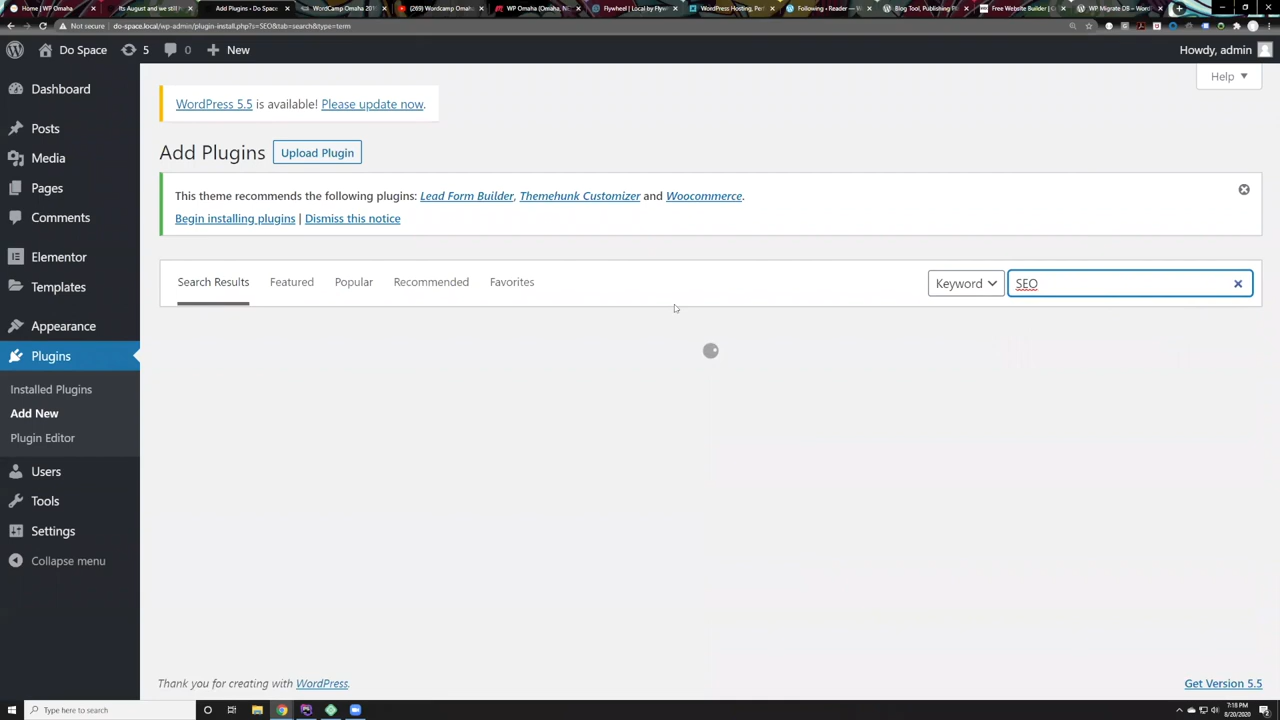 Home | WP Omaha
Its August and we still
Add Plugins - Do Space
WordCamp Omaha 201
(269) Wordcamp Omaha
WP Omaha (Omaha, N
Flywheel | Local by Flyw
WordPress Hosting, Perf
Following • Reader — W
Blog Tool, Publishing Pl
Free Website Builder |
WP Migrate DB – Word
Not secure | do-space.local/wp-admin/plugin-install.php?s=SEO&tab=search&type=term
Do Space 5 0 New
Howdy, admin
Help
Dashboard
Posts
Media
Pages
Comments
Elementor
Templates
Appearance
Plugins
Installed Plugins
Add New
Plugin Editor
Users
Tools
Settings
Collapse menu
WordPress 5.5 is available! Please update now.
Add Plugins Upload Plugin
This theme recommends the following plugins: Lead Form Builder, Themehunk Customizer and Woocommerce.
Begin installing plugins | Dismiss this notice
Search Results Featured Popular Recommended Favorites Keyword SEO
Thank you for creating with WordPress.
Get Version 5.5
Type here to search
7:18 PM
8/20/2020